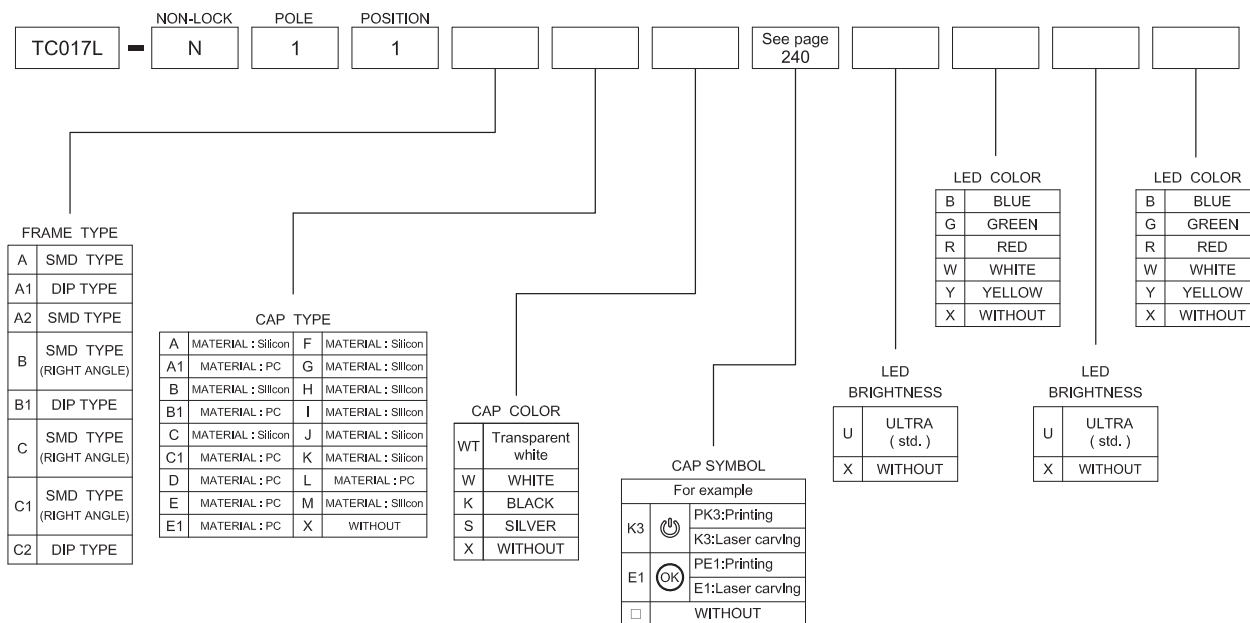 NON-LOCK POLE POSITION
TC017L - N 1 1 See page
240
FRAME TYPE
A SMD TYPE
A1 DIP TYPE
A2 SMD TYPE
B SMD TYPE
(RIGHT ANGLE)
B1 DIP TYPE
C SMD TYPE
(RIGHT ANGLE)
C1 SMD TYPE
(RIGHT ANGLE)
C2 DIP TYPE
CAP TYPE
A MATERIAL : Silicon F MATERIAL : Silicon
A1 MATERIAL : PC G MATERIAL : Silicon
B MATERIAL : Silicon H MATERIAL : Silicon
B1 MATERIAL : PC I MATERIAL : Silicon
C MATERIAL : Silicon J MATERIAL : Silicon
C1 MATERIAL : PC K MATERIAL : Silicon
D MATERIAL : PC L MATERIAL : PC
E MATERIAL : PC M MATERIAL : Silicon
E1 MATERIAL : PC X WITHOUT
CAP COLOR
WT Transparent
white
W WHITE
K BLACK
S SILVER
X WITHOUT
CAP SYMBOL
For example
K3 PK3:Printing
K3:Laser carving
E1 OK PE1:Printing
E1:Laser carving
□ WITHOUT
LED
BRIGHTNESS
U ULTRA
( std. )
X WITHOUT
LED COLOR
B BLUE
G GREEN
R RED
W WHITE
Y YELLOW
X WITHOUT
LED
BRIGHTNESS
U ULTRA
( std. )
X WITHOUT
LED COLOR
B BLUE
G GREEN
R RED
W WHITE
Y YELLOW
X WITHOUT